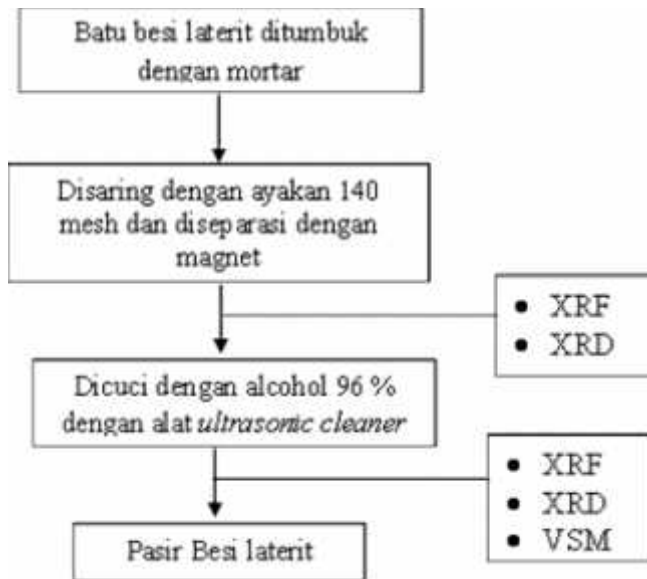 Batu besi laterit ditumbuk
dengan mortar
Disaring dengan ayakan 140
mesh dan diseparasi dengan
magnet
• XRF
• XRD
Dicuci dengan alcohol 96 %
dengan alat ultrasonic cleaner
• XRF
• XRD
• VSM
Pasir Besi laterit